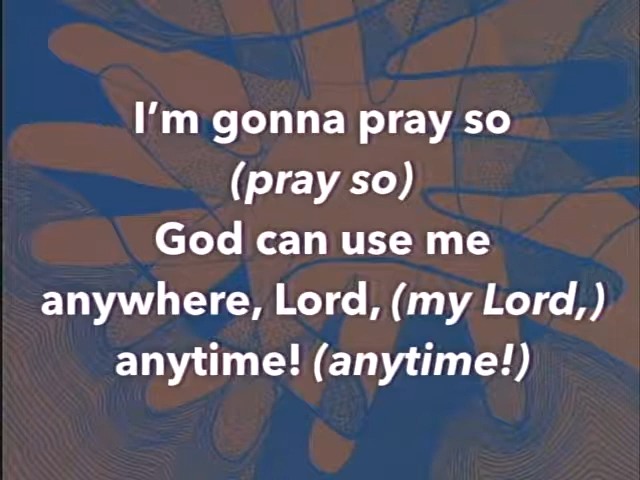 I’m gonna pray so
(pray so)
God can use me
anywhere, Lord, (my Lord,)
anytime! (anytime!)